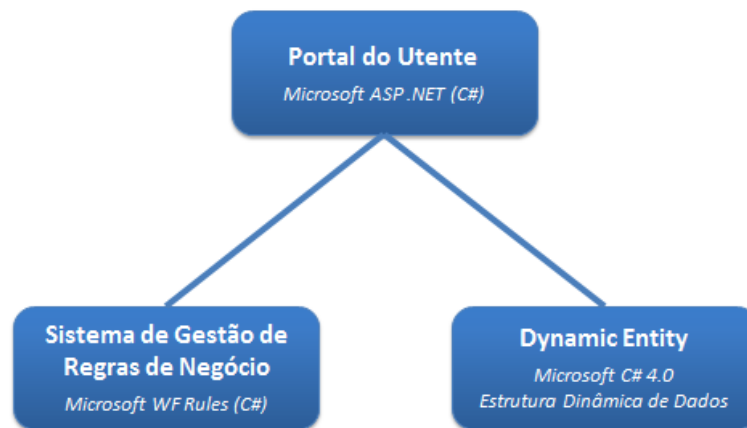 Portal do Utente
Microsoft ASP .NET (C#)
Sistema de Gestão de
Regras de Negócio
Microsoft WF Rules (C#)
Dynamic Entity
Microsoft C# 4.0
Estrutura Dinâmica de Dados